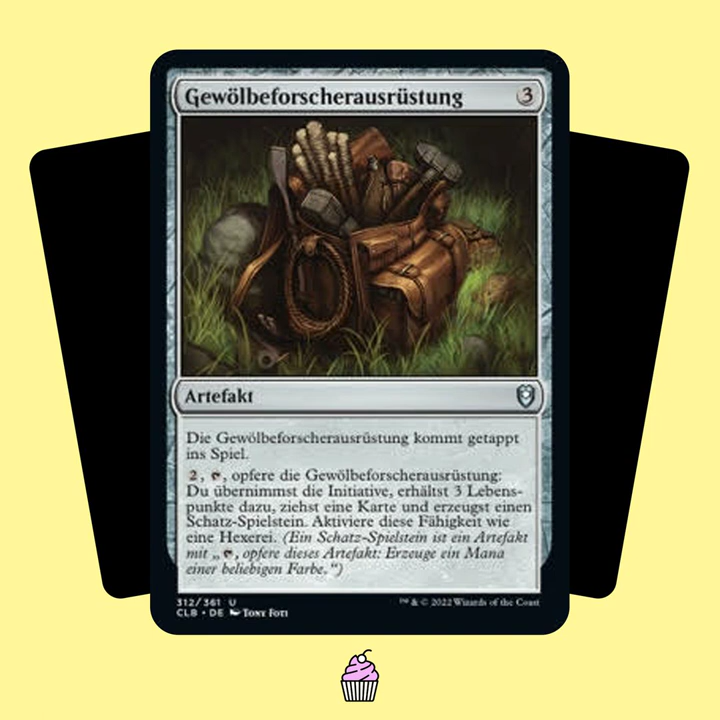 Gewölbeforscherausrüstung 3
Artefakt
Die Gewölbeforscherausrüstung kommt getappt
ins Spiel.
2, , opfere die Gewölbeforscherausrüstung:
Du übernimmst die Initiative, erhältst 3 Lebens-
punkte dazu, ziehst eine Karte und erzeugst einen
Schatz-Spielstein. Aktiviere diese Fähigkeit wie
eine Hexerei. (Ein Schatz-Spielstein ist ein Artefakt
mit „, opfere dieses Artefakt: Erzeuge ein Mana
einer beliebigen Farbe.“)
312/361 U ™ & © 2022 Wizards of the Coast
CLB • DE Tony Foti